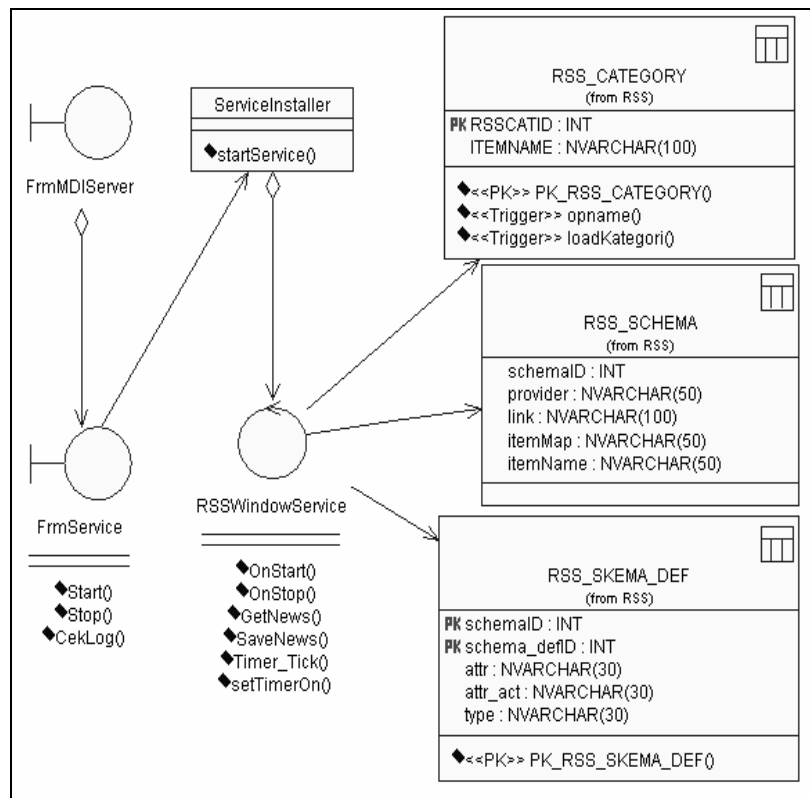 FrmMDIServer
ServiceInstaller
startService()
RSS_CATEGORY
(from RSS)
PK RSSCATID : INT
ITEMNAME : NVARCHAR(100)
<<PK>> PK_RSS_CATEGORY()
<<Trigger>> opname()
<<Trigger>> loadKategori()
RSS_SCHEMA
(from RSS)
schemaID : INT
provider : NVARCHAR(50)
link : NVARCHAR(100)
itemMap : NVARCHAR(50)
itemName : NVARCHAR(50)
FrmService
Start()
Stop()
CekLog()
RSSWindowService
OnStart()
OnStop()
GetNews()
SaveNews()
Timer_Tick()
setTimerOn()
RSS_SKEMA_DEF
(from RSS)
PK schemaID : INT
PK schema_defID : INT
attr : NVARCHAR(30)
attr_act : NVARCHAR(30)
type : NVARCHAR(30)
<<PK>> PK_RSS_SKEMA_DEF()